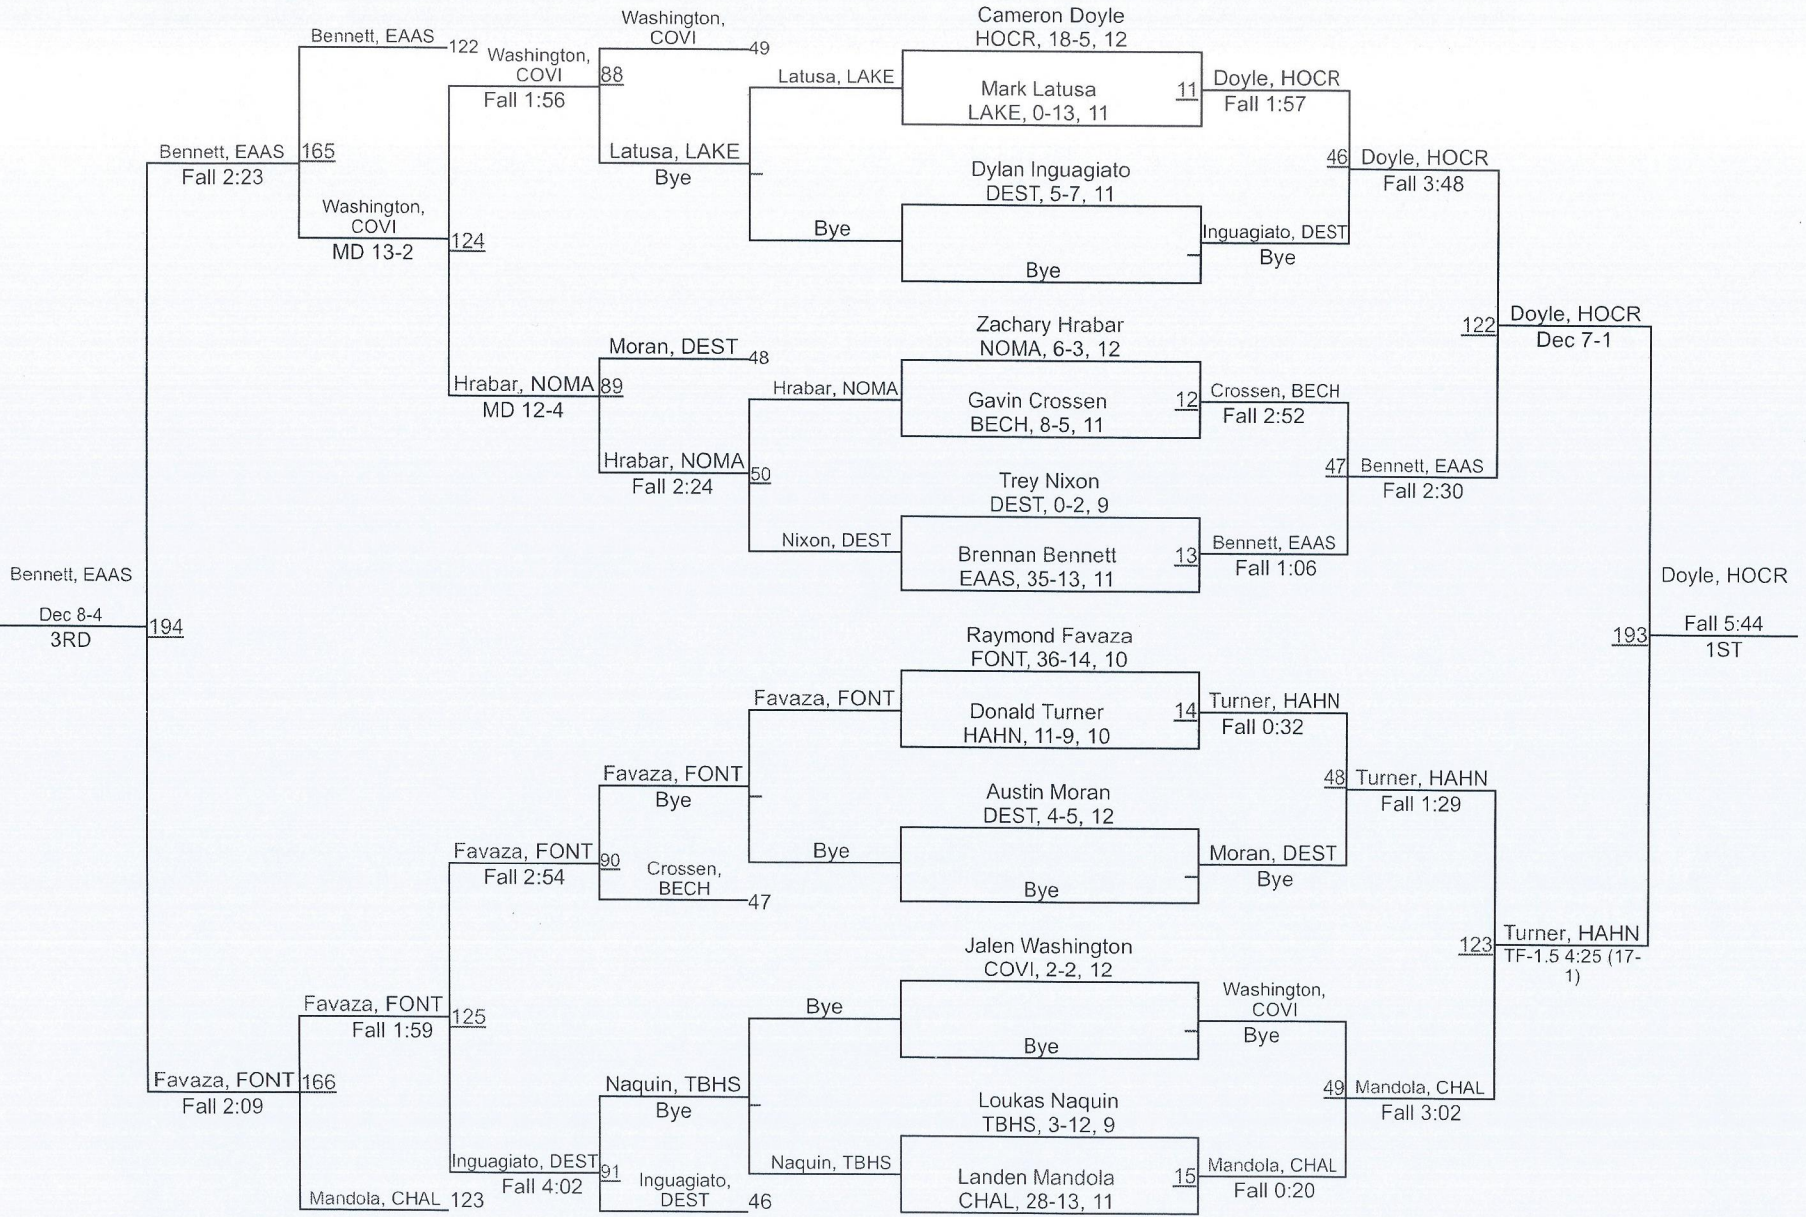 Bennett, EAAS
Dec 8-4
3RD
194
Bennett, EAAS
Fall 2:23
Favaza, FONT
Fall 2:09
Bennett, EAAS
122
165
Washington,
COVI
MD 13-2
Favaza, FONT
Fall 1:59
166
Mandola, CHAL
123
Washington,
COVI
Fall 1:56
124
Hrabar, NOMA
MD 12-4
Favaza, FONT
Fall 2:54
125
Inguagiato, DEST
Fall 4:02
Washington,
COVI
49
88
Latusa, LAKE
Bye
Moran, DEST
48
89
Hrabar, NOMA
Fall 2:24
Favaza, FONT
Bye
90
Crossen,
BECH
47
Naquin, TBHS
Bye
91
Inguagiato,
DEST
46
Latusa, LAKE
Bye
Hrabar, NOMA
50
Nixon, DEST
Favaza, FONT
Bye
Bye
Naquin, TBHS
Cameron Doyle
HOCR, 18-5, 12
Mark Latusa
LAKE, 0-13, 11
11
Dylan Inguagiato
DEST, 5-7, 11
Bye
Zachary Hrabar
NOMA, 6-3, 12
Gavin Crossen
BECH, 8-5, 11
12
Trey Nixon
DEST, 0-2, 9
Brennan Bennett
EAAS, 35-13, 11
13
Raymond Favaza
FONT, 36-14, 10
Donald Turner
HAHN, 11-9, 10
14
Austin Moran
DEST, 4-5, 12
Bye
Jalen Washington
COVI, 2-2, 12
Bye
Loukas Naquin
TBHS, 3-12, 9
Landen Mandola
CHAL, 28-13, 11
15
Doyle, HOCR
Fall 1:57
46
Inguagiato, DEST
Bye
Crossen, BECH
Fall 2:52
47
Bennett, EAAS
Fall 1:06
Turner, HAHN
Fall 0:32
48
Moran, DEST
Bye
Washington,
COVI
Bye
49
Mandola, CHAL
Fall 0:20
Doyle, HOCR
Fall 3:48
122
Bennett, EAAS
Fall 2:30
Turner, HAHN
Fall 1:29
123
Mandola, CHAL
Fall 3:02
Doyle, HOCR
Dec 7-1
193
Turner, HAHN
TF-1.5 4:25 (17-
1)
Doyle, HOCR
Fall 5:44
1ST